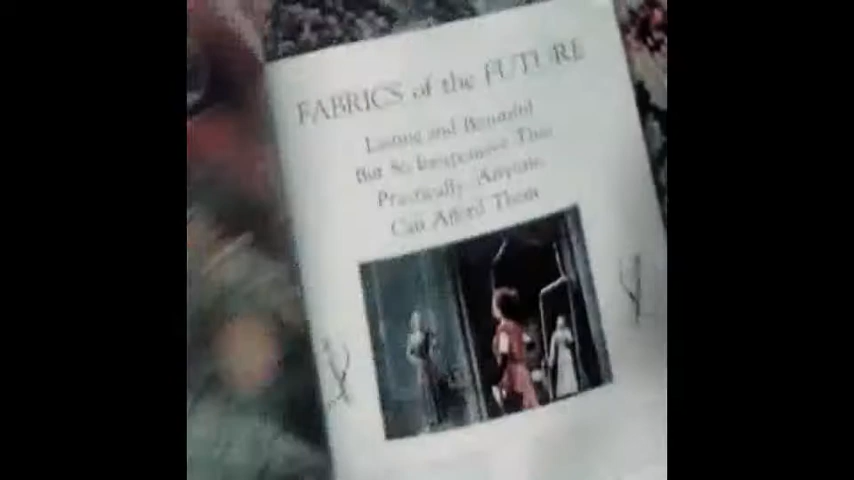 FABRICS of the FUTURE
Lasting and Beautiful
But So Inexpensive That
Practically Anyone
Can Afford Them